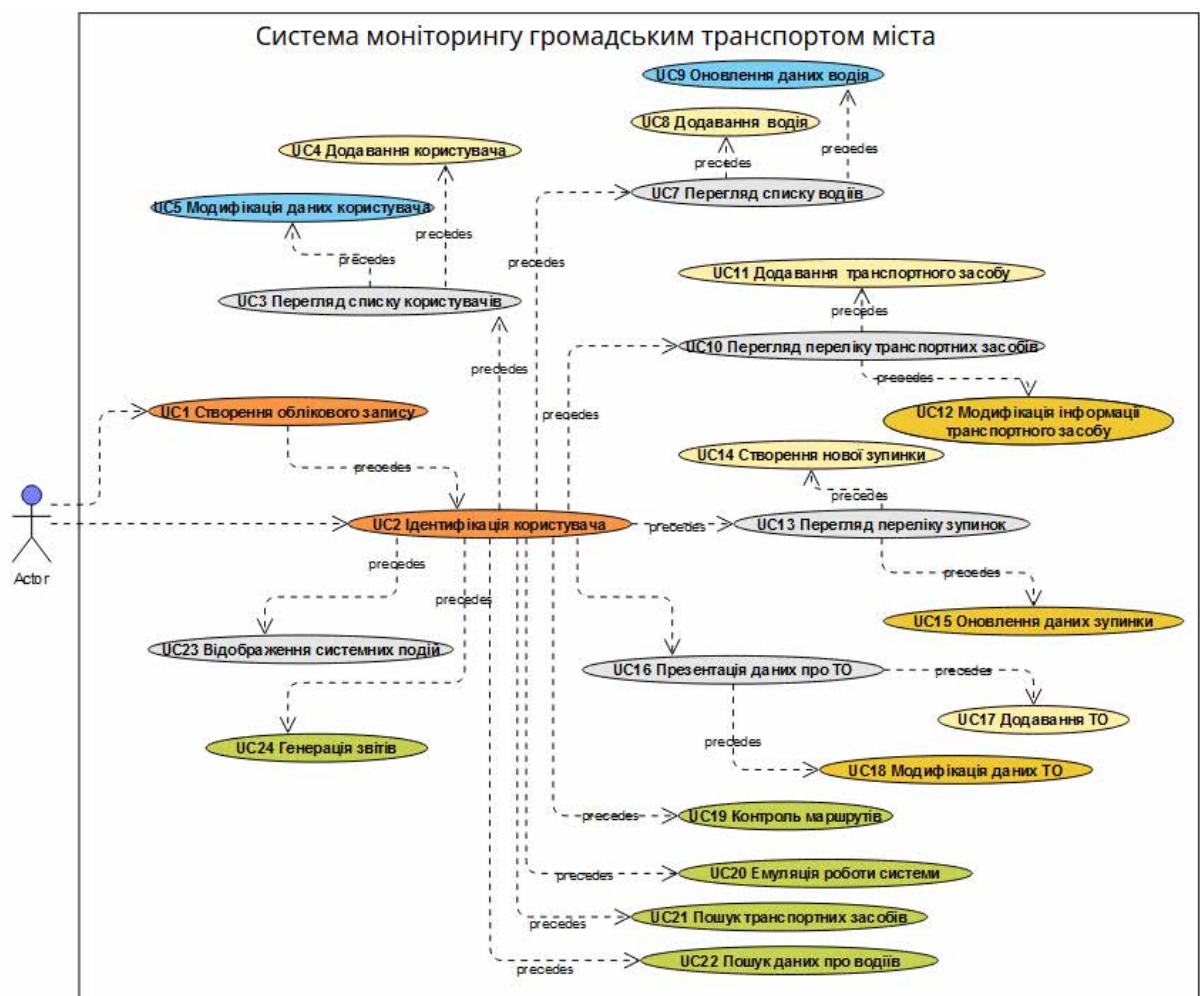 Система моніторингу громадським транспортом міста
UC9 Оновлення даних водія
UC8 Додавання водія
precedes
precedes
UC4 Додавання користувача
UC7 Перегляд списку водіїв
UC5 Модифікація даних користувача
precedes
precedes
precedes
UC11 Додавання транспортного засобу
UC3 Перегляд списку користувачів
precedes
UC10 Перегляд переліку транспортних засобів
precedes
precedes
precedes
UC1 Створення облікового запису
UC12 Модифікація інформації
транспортного засобу
UC14 Створення нової зупинки
precedes
precedes
UC2 Ідентифікація користувача
precedes
UC13 Перегляд переліку зупинок
Actor
precedes
precedes
precedes
precedes
UC15 Оновлення даних зупинки
UC23 Відображення системних подій
UC16 Презентація даних про ТО
precedes
UC17 Додавання ТО
UC24 Генерація звітів
precedes
UC18 Модифікація даних ТО
precedes
UC19 Контроль маршрутів
precedes
UC20 Емуляція роботи системи
precedes
UC21 Пошук транспортних засобів
precedes
UC22 Пошук даних про водіїв